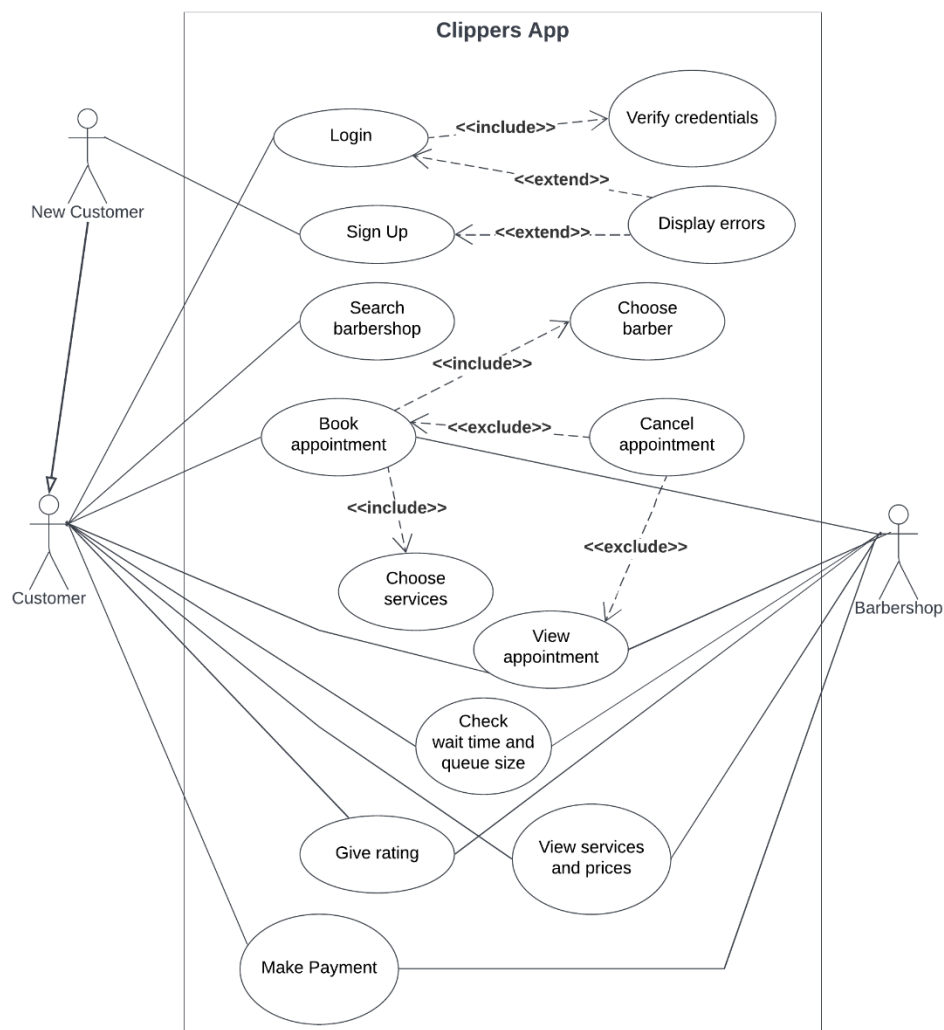 Clippers App
Login
<<include>>
Verify credentials
<<extend>>
New Customer
Sign Up
<<extend>>
Display errors
Search
barbershop
Choose
barber
<<include>>
Book
appointment
<<exclude>>
Cancel
appointment
<<include>>
<<exclude>>
Customer
Choose
services
Barbershop
View
appointment
Check
wait time and
queue size
Give rating
View services
and prices
Make Payment